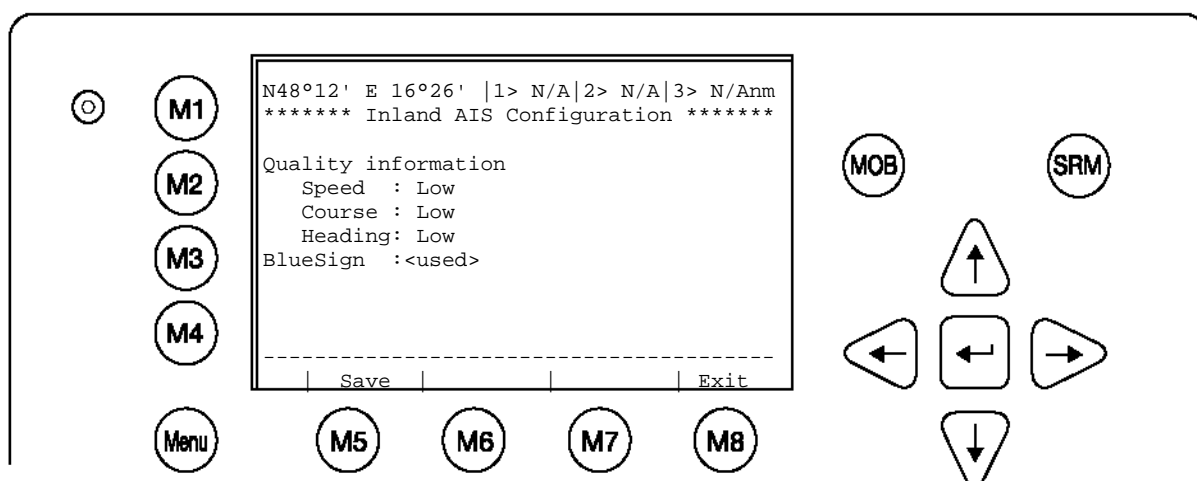 N48°12' E 16°26' |1> N/A|2> N/A|3> N/Anm
******* Inland AIS Configuration *******
Quality information
Speed : Low
Course : Low
Heading: Low
BlueSign :<used>
----------------------------------------
| Save | | | Exit
M1
M2
M3
M4
Menu
M5
M6
M7
M8
MOB
SRM